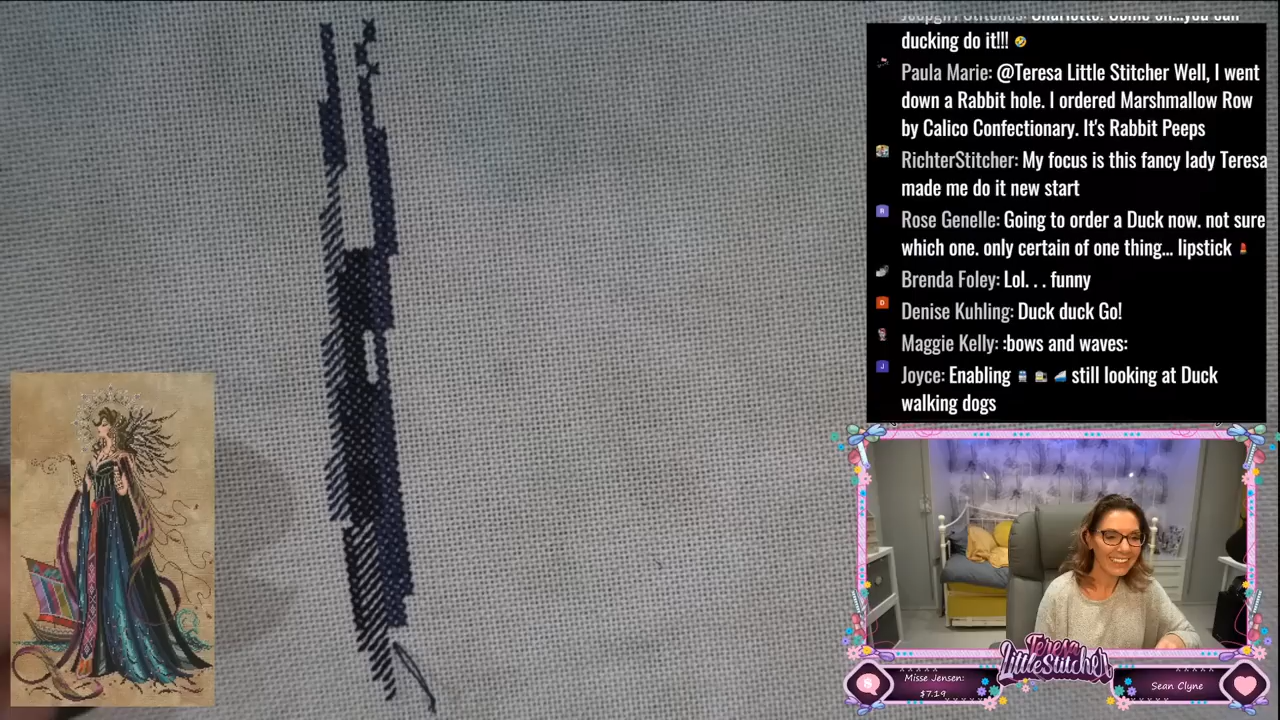 ducking do it!!! 🤣
Paula Marie: @Teresa Little Stitcher Well, I went
down a Rabbit hole. I ordered Marshmallow Row
by Calico Confectionary. It's Rabbit Peeps
RichterStitcher: My focus is this fancy lady Teresa
made me do it new start
Rose Genelle: Going to order a Duck now. not sure
which one. only certain of one thing... lipstick 💄
Brenda Foley: Lol. . . funny
Denise Kuhling: Duck duck Go!
Maggie Kelly: :bows and waves:
Joyce: Enabling 🚆 🚉 🚄 still looking at Duck
walking dogs
Teresa
LittleStitcher
Misse Jensen:
$7.19
Sean Clyne